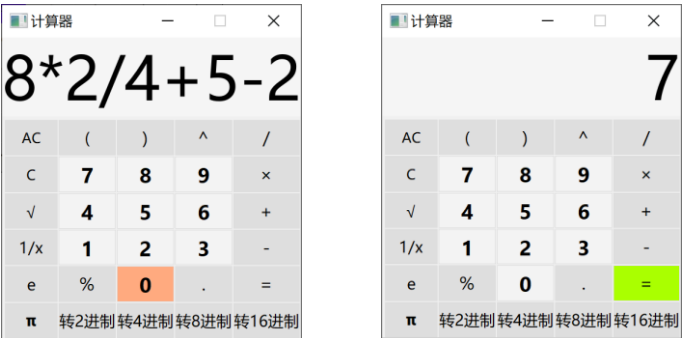 计算器
8*2/4+5-2
AC ( ) ^ /
C 7 8 9 ×
√ 4 5 6 +
1/x 1 2 3 -
e % 0 . =
π 转2进制 转4进制 转8进制 转16进制
计算器
7
AC ( ) ^ /
C 7 8 9 ×
√ 4 5 6 +
1/x 1 2 3 -
e % 0 . =
π 转2进制 转4进制 转8进制 转16进制